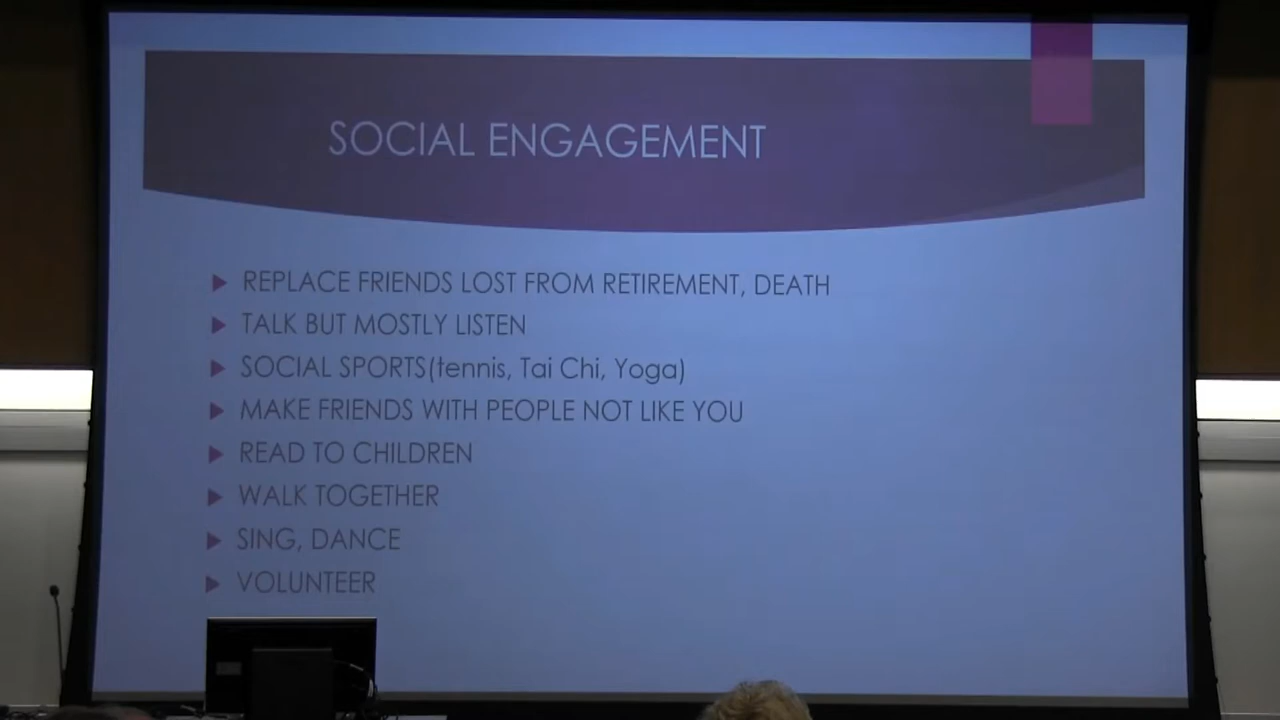 SOCIAL ENGAGEMENT
REPLACE FRIENDS LOST FROM RETIREMENT, DEATH
TALK BUT MOSTLY LISTEN
SOCIAL SPORTS(tennis, Tai Chi, Yoga)
MAKE FRIENDS WITH PEOPLE NOT LIKE YOU
READ TO CHILDREN
WALK TOGETHER
SING, DANCE
VOLUNTEER